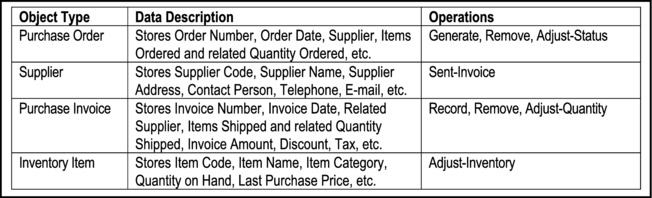 Object Type Data Description Operations
Purchase Order Stores Order Number, Order Date, Supplier, Items Generate, Remove, Adjust-Status
Ordered and related Quantity Ordered, etc.
Supplier Stores Supplier Code, Supplier Name, Supplier Sent-Invoice
Address, Contact Person, Telephone, E-mail, etc.
Purchase Invoice Stores Invoice Number, Invoice Date, Related Record, Remove, Adjust-Quantity
Supplier, Items Shipped and related Quantity
Shipped, Invoice Amount, Discount, Tax, etc.
Inventory Item Stores Item Code, Item Name, Item Category, Adjust-Inventory
Quantity on Hand, Last Purchase Price, etc.